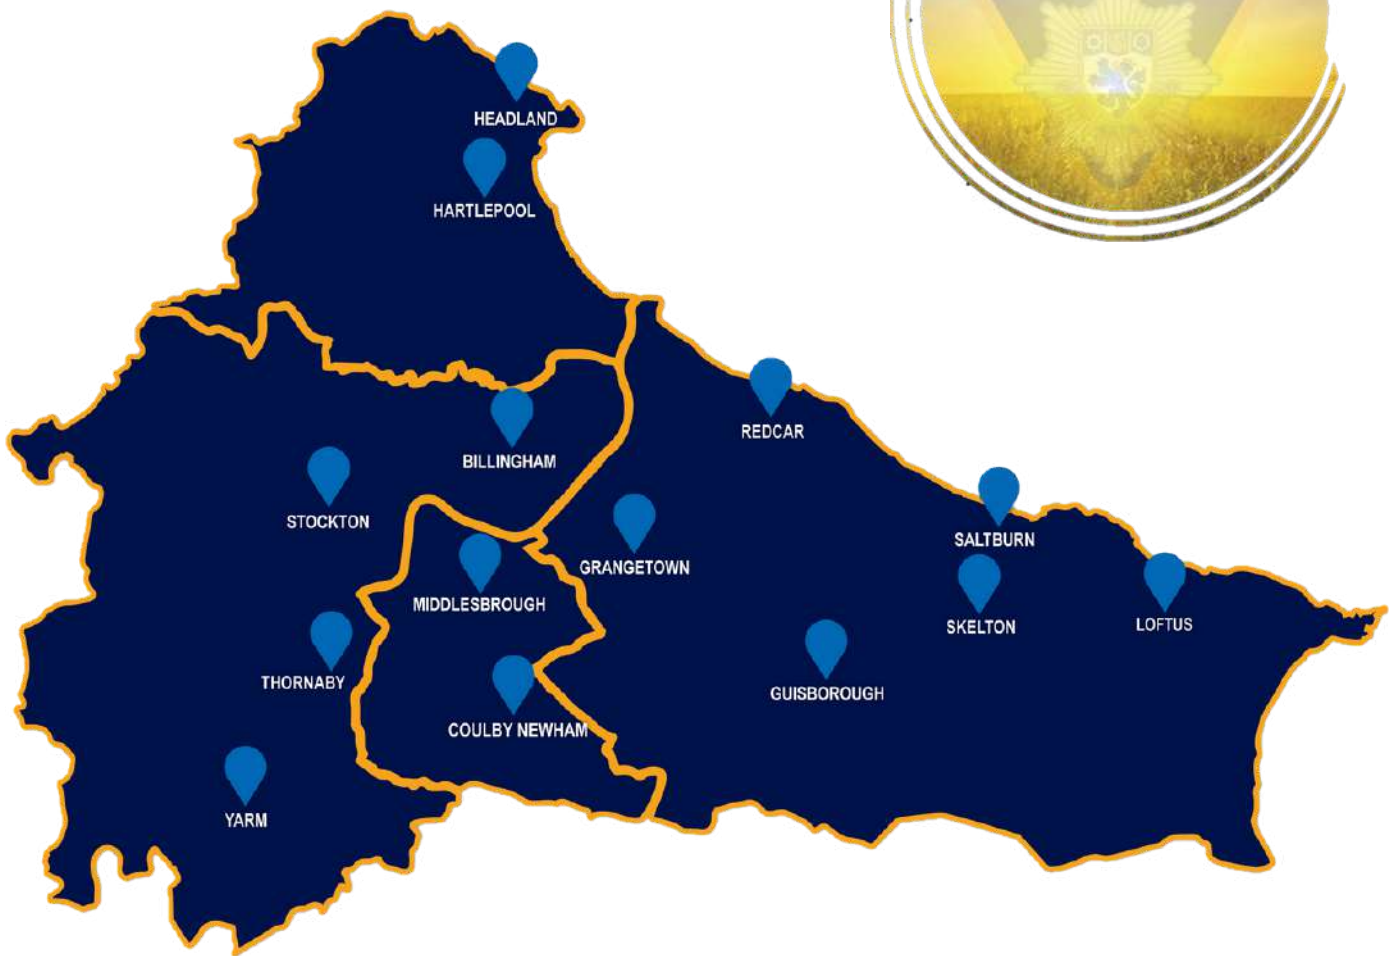 HEADLAND
HARTLEPOOL
REDCAR
BILLINGHAM
STOCKTON
SALTBURN
GRANGETOWN
MIDDLESBROUGH
SKELTON
LOFTUS
THORNABY
GUISBOROUGH
COULBY NEWHAM
YARM